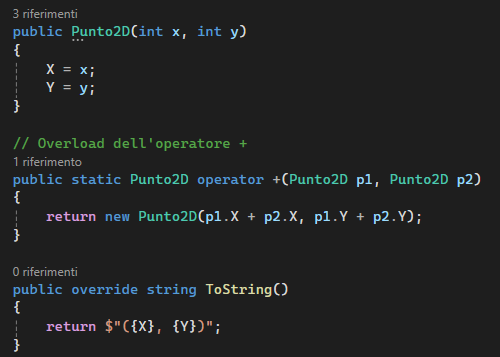 3 riferimenti
public Punto2D(int x, int y)
{
X = x;
Y = y;
}
// Overload dell'operatore +
1 riferimento
public static Punto2D operator +(Punto2D p1, Punto2D p2)
{
return new Punto2D(p1.X + p2.X, p1.Y + p2.Y);
}
0 riferimenti
public override string ToString()
{
return $"({X}, {Y})";
}